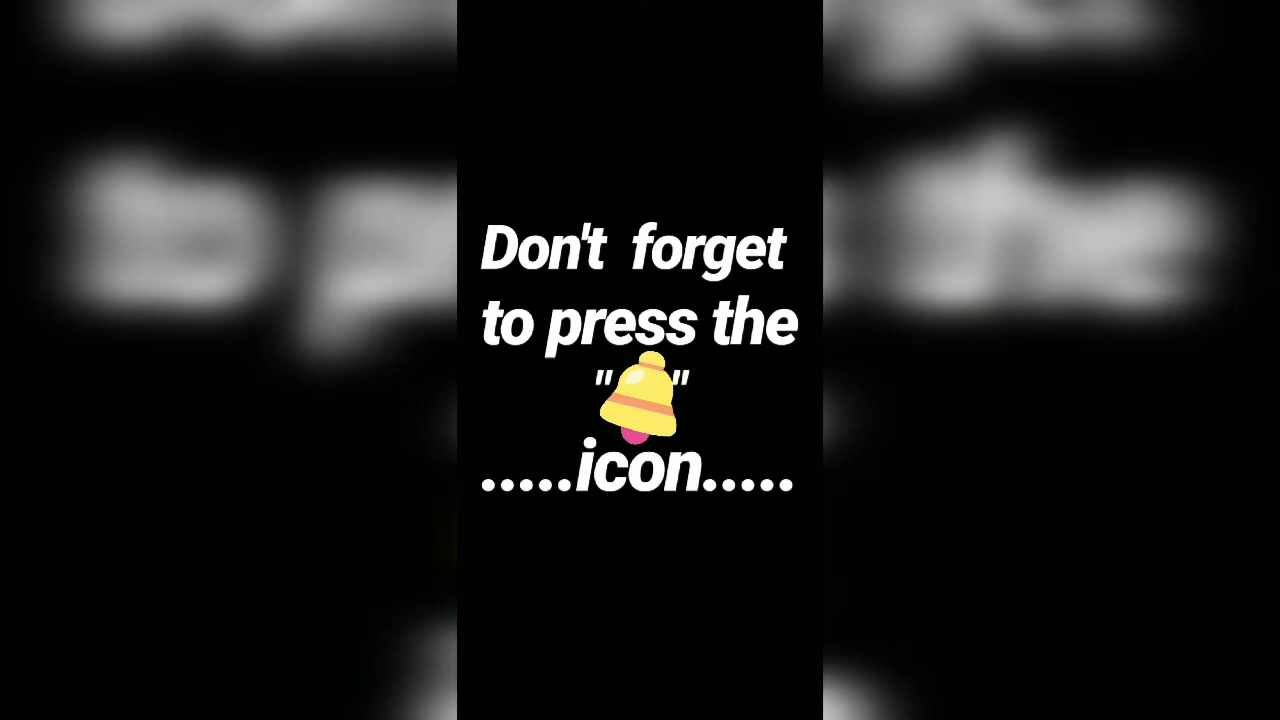 Don't forget
to press the
"🔔"
.....icon.....